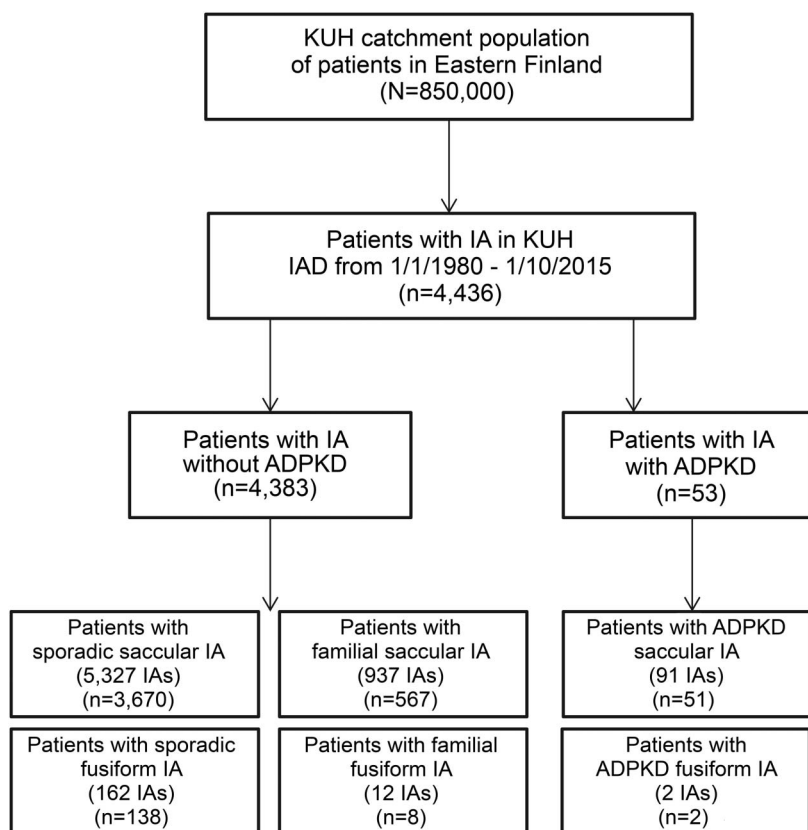 KUH catchment population
of patients in Eastern Finland
(N=850,000)
Patients with IA in KUH
IAD from 1/1/1980 - 1/10/2015
(n=4,436)
Patients with IA
without ADPKD
(n=4,383)
Patients with IA
with ADPKD
(n=53)
Patients with
sporadic saccular IA
(5,327 IAs)
(n=3,670)
Patients with
familial saccular IA
(937 IAs)
(n=567)
Patients with ADPKD
saccular IA
(91 IAs)
(n=51)
Patients with sporadic
fusiform IA
(162 IAs)
(n=138)
Patients with familial
fusiform IA
(12 IAs)
(n=8)
Patients with
ADPKD fusiform IA
(2 IAs)
(n=2)